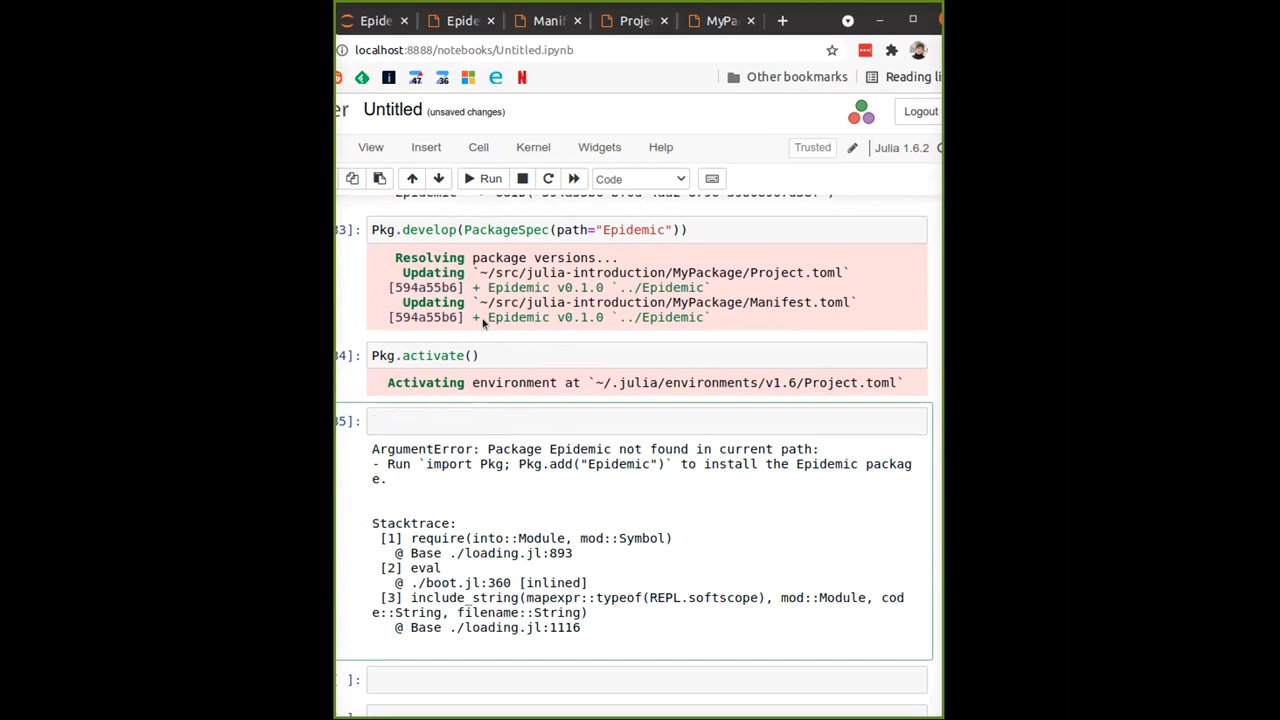 Epide × Epide × Manif × Proje × MyPa × +
localhost:8888/notebooks/Untitled.ipynb
47 36 Other bookmarks Reading li
er Untitled (unsaved changes) Logout
View Insert Cell Kernel Widgets Help Trusted Julia 1.6.2
Run Code
33]: Pkg.develop(PackageSpec(path="Epidemic"))
Resolving package versions...
Updating `~/src/julia-introduction/MyPackage/Project.toml`
[594a55b6] + Epidemic v0.1.0 `../Epidemic`
Updating `~/src/julia-introduction/MyPackage/Manifest.toml`
[594a55b6] + Epidemic v0.1.0 `../Epidemic`
34]: Pkg.activate()
Activating environment at `~/.julia/environments/v1.6/Project.toml`
35]:
ArgumentError: Package Epidemic not found in current path:
- Run `import Pkg; Pkg.add("Epidemic")` to install the Epidemic packag
e.
Stacktrace:
[1] require(into::Module, mod::Symbol)
@ Base ./loading.jl:893
[2] eval
@ ./boot.jl:360 [inlined]
[3] include_string(mapexpr::typeof(REPL.softscope), mod::Module, cod
e::String, filename::String)
@ Base ./loading.jl:1116
]: